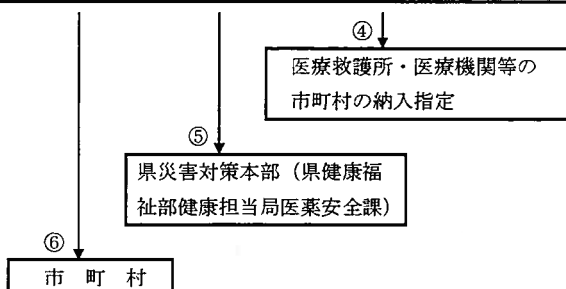 ④
医療救護所・医療機関等の
市町村の納入指定
⑤
県災害対策本部(県健康福
祉部健康担当局医薬安全課)
⑥
市 町 村